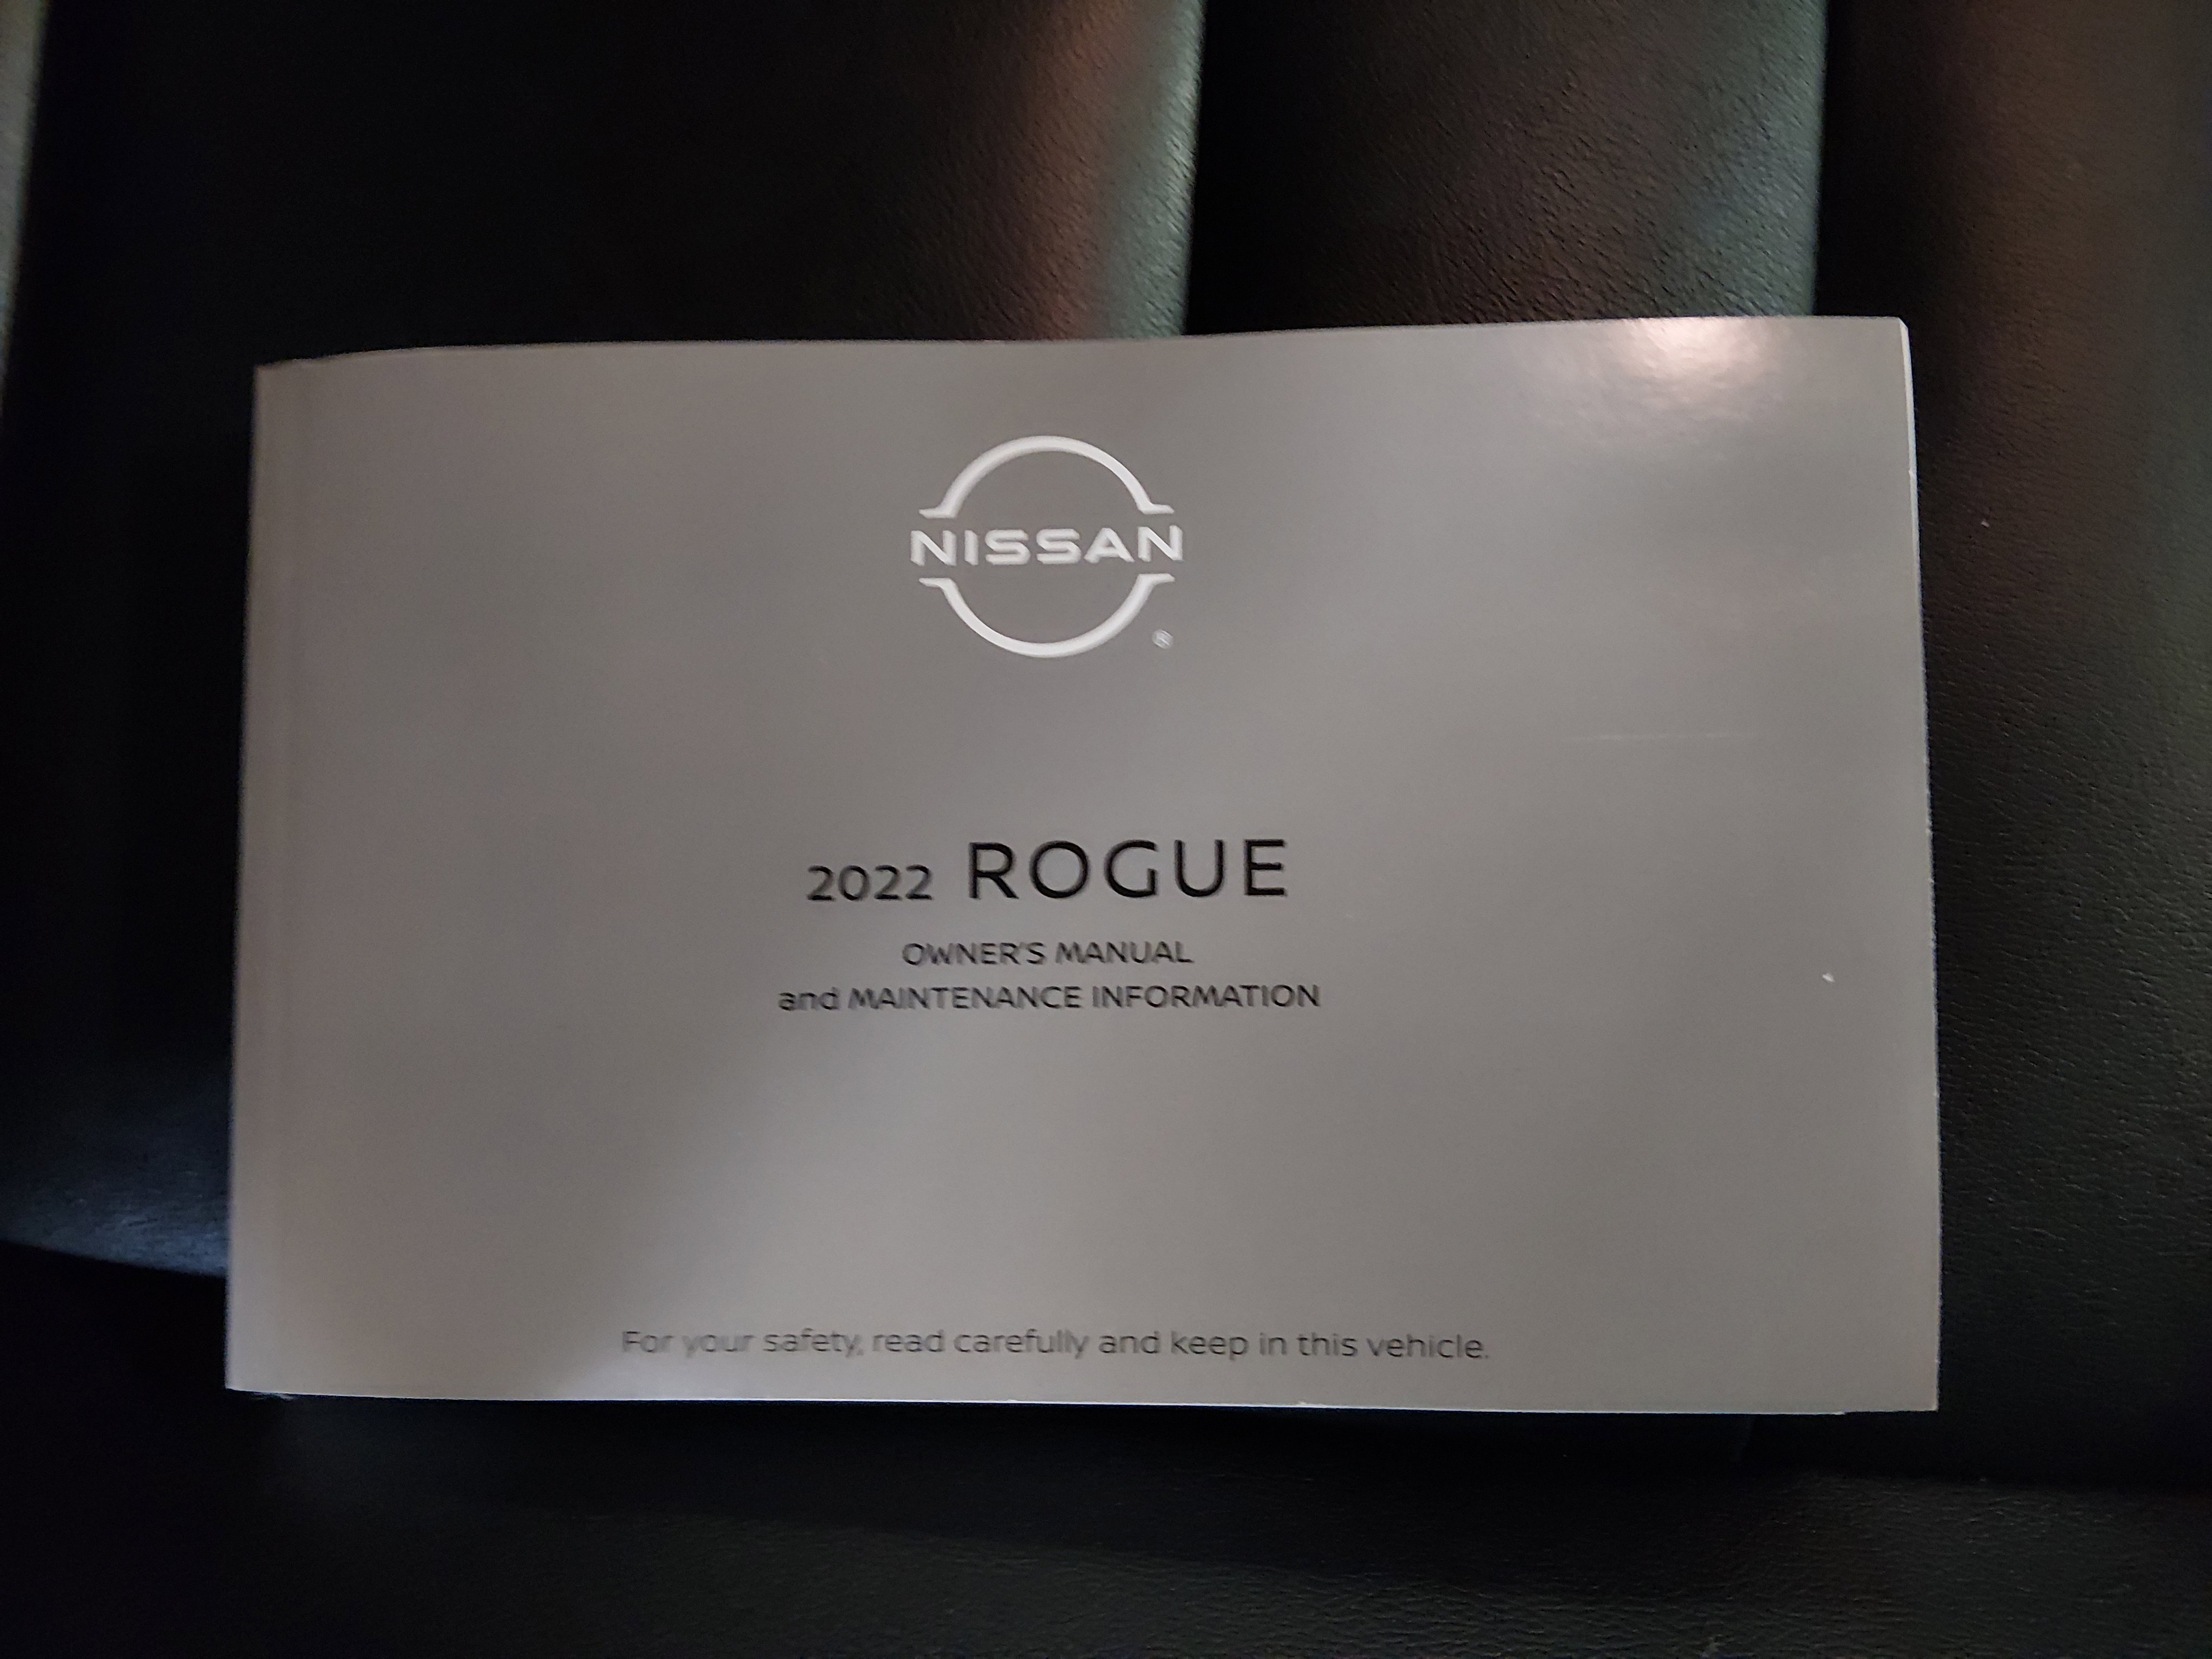 NISSAN
®
2022 ROGUE
OWNER'S MANUAL
and MAINTENANCE INFORMATION
For your safety, read carefully and keep in this vehicle.